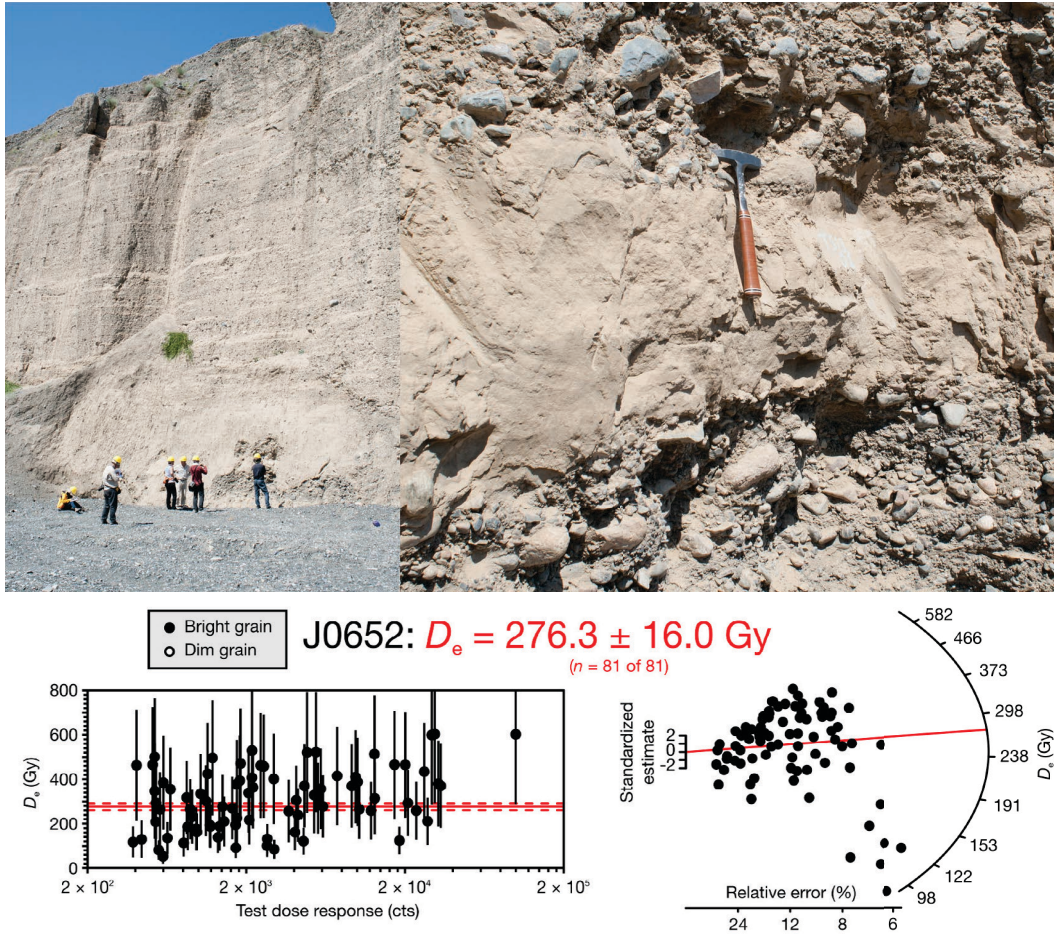 Bright grain
Dim grain
J0652: De = 276.3 ± 16.0 Gy
(n = 81 of 81)
800
600
400
200
0
De (Gy)
2 × 10²
2 × 10³
2 × 10⁴
2 × 10⁵
Test dose response (cts)
Standardized
estimate
2
0
-2
582
466
373
298
238
191
153
122
98
De (Gy)
Relative error (%)
24
12
8
6